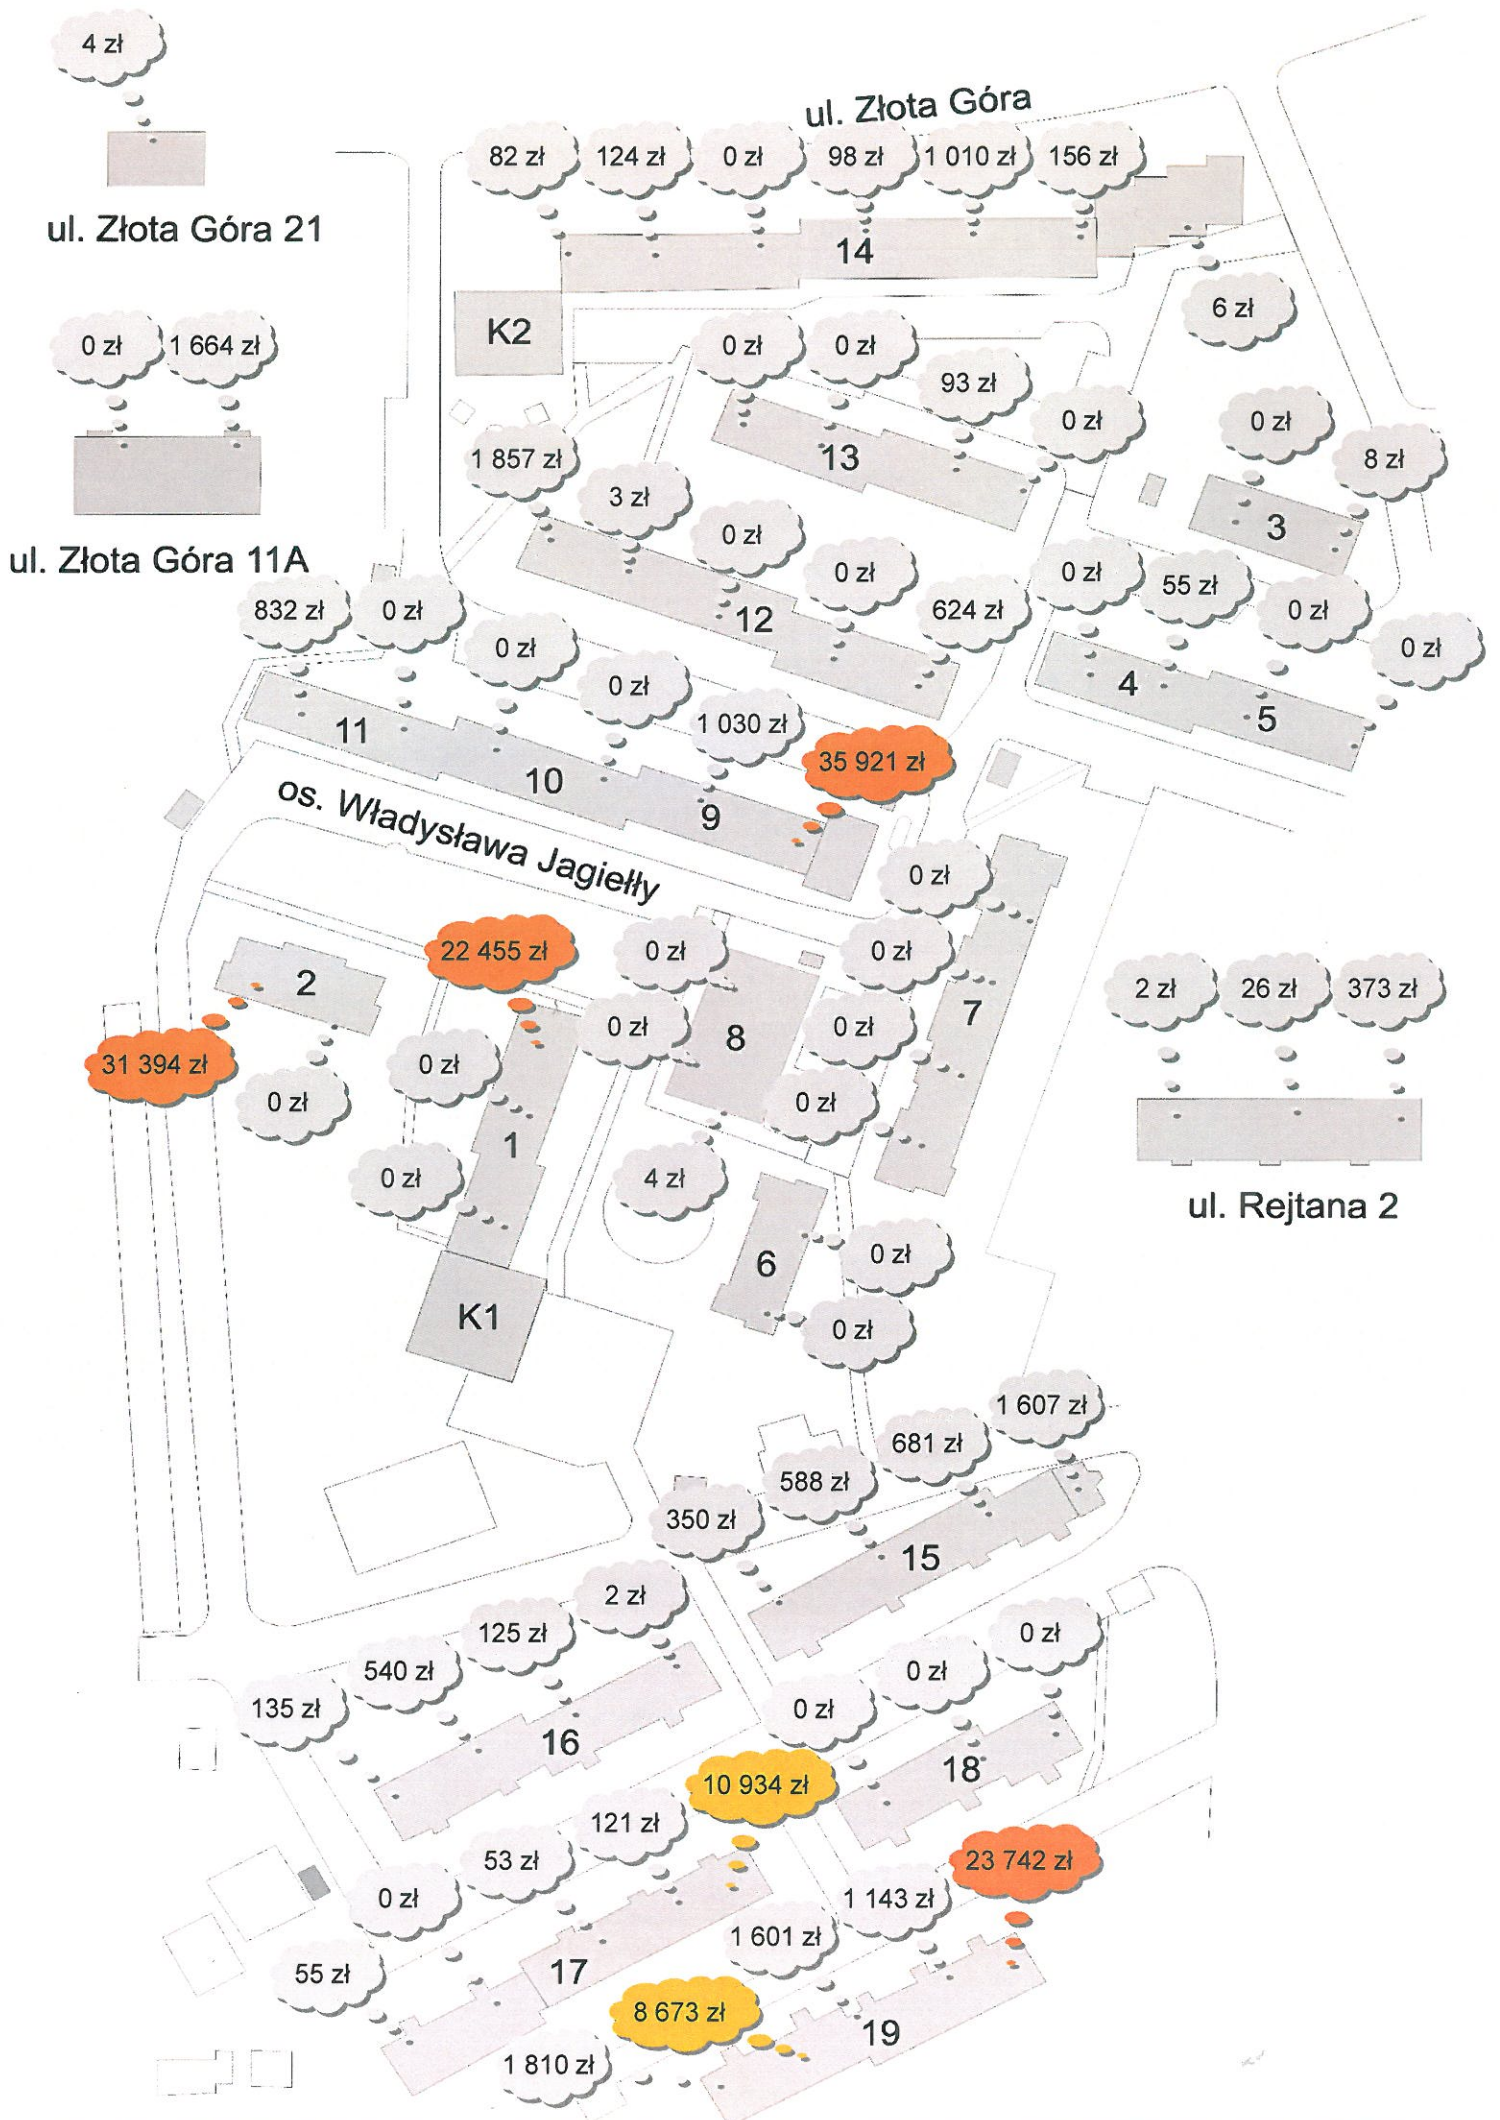 4 zł
ul. Złota Góra
82 zł 124 zł 0 zł 98 zł 1 010 zł 156 zł
ul. Złota Góra 21
14
6 zł
K2
0 zł 1 664 zł
0 zł 0 zł
93 zł
0 zł
0 zł
8 zł
13
1 857 zł
3 zł
3
0 zł
ul. Złota Góra 11A
0 zł
0 zł
55 zł
0 zł
0 zł
832 zł 0 zł
624 zł
12
0 zł
0 zł
4
5
1 030 zł
11
35 921 zł
10
9
os. Władysława Jagiełły
0 zł
22 455 zł
0 zł
0 zł
2
2 zł 26 zł 373 zł
7
0 zł
0 zł
8
31 394 zł
0 zł
0 zł
0 zł
1
0 zł
4 zł
ul. Rejtana 2
6
0 zł
K1
0 zł
1 607 zł
681 zł
588 zł
350 zł
15
2 zł
125 zł
540 zł
135 zł
0 zł
0 zł
0 zł
16
18
10 934 zł
121 zł
53 zł
0 zł
23 742 zł
1 143 zł
1 601 zł
55 zł
17
8 673 zł
19
1 810 zł